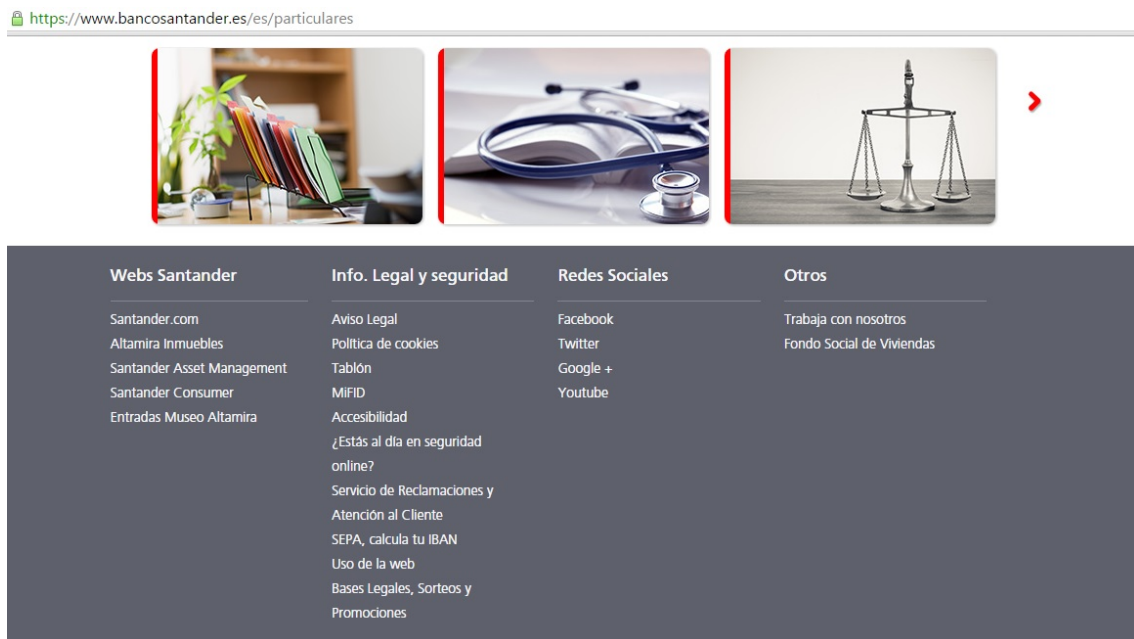 https://www.bancosantander.es/es/particulares
Webs Santander
Santander.com
Altamira Inmuebles
Santander Asset Management
Santander Consumer
Entradas Museo Altamira
Info. Legal y seguridad
Aviso Legal
Política de cookies
Tablón
MiFID
Accesibilidad
¿Estás al día en seguridad
online?
Servicio de Reclamaciones y
Atención al Cliente
SEPA, calcula tu IBAN
Uso de la web
Bases Legales, Sorteos y
Promociones
Redes Sociales
Facebook
Twitter
Google +
Youtube
Otros
Trabaja con nosotros
Fondo Social de Viviendas